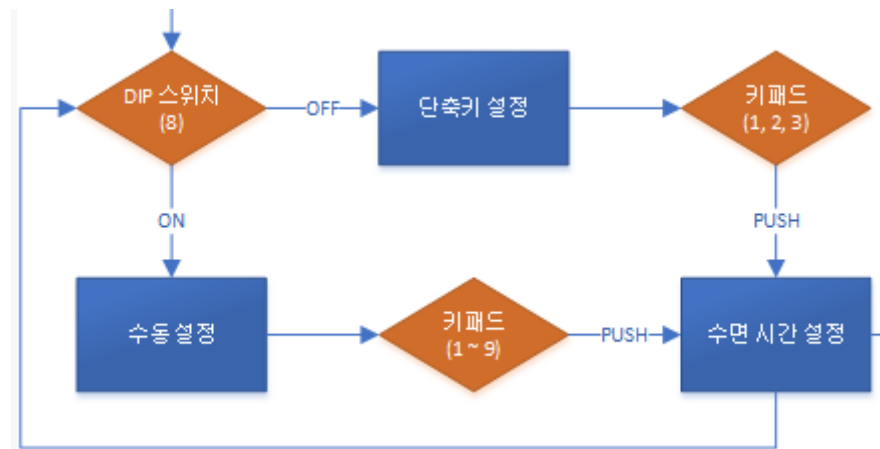 DIP 스위치
(8)
OFF
단축키 설정
키패드
(1, 2, 3)
ON
PUSH
수동 설정
키패드
(1 ~ 9)
PUSH
수면 시간 설정